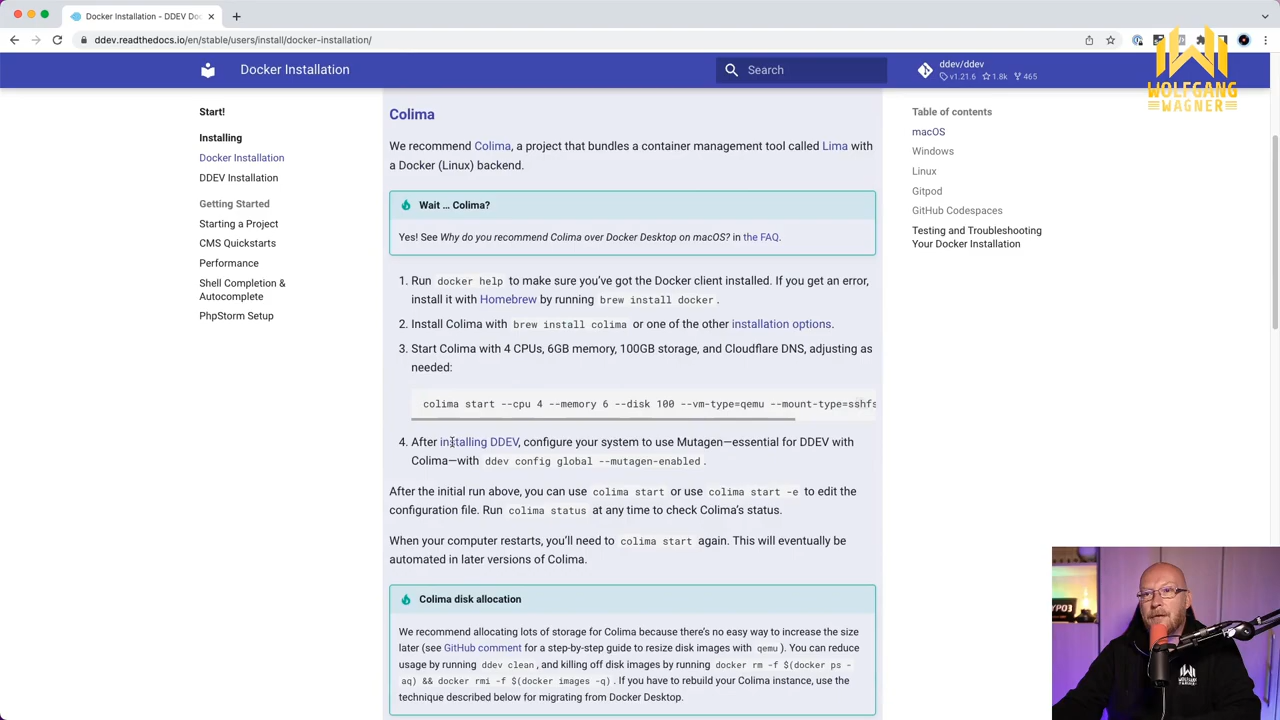 Docker Installation - DDEV Doc
ddev.readthedocs.io/en/stable/users/install/docker-installation/
Docker Installation
Search
ddev/ddev
v1.21.6 1.8k 465
WOLFGANG
WAGNER
Start!
Installing
Docker Installation
DDEV Installation
Getting Started
Starting a Project
CMS Quickstarts
Performance
Shell Completion &
Autocomplete
PhpStorm Setup
Colima
We recommend Colima, a project that bundles a container management tool called Lima with
a Docker (Linux) backend.
Wait … Colima?
Yes! See Why do you recommend Colima over Docker Desktop on macOS? in the FAQ.
1. Run docker help to make sure you’ve got the Docker client installed. If you get an error,
install it with Homebrew by running brew install docker.
2. Install Colima with brew install colima or one of the other installation options.
3. Start Colima with 4 CPUs, 6GB memory, 100GB storage, and Cloudflare DNS, adjusting as
needed:
colima start --cpu 4 --memory 6 --disk 100 --vm-type=qemu --mount-type=sshfs
4. After installing DDEV, configure your system to use Mutagen—essential for DDEV with
Colima—with ddev config global --mutagen-enabled.
After the initial run above, you can use colima start or use colima start -e to edit the
configuration file. Run colima status at any time to check Colima’s status.
When your computer restarts, you’ll need to colima start again. This will eventually be
automated in later versions of Colima.
Colima disk allocation
We recommend allocating lots of storage for Colima because there’s no easy way to increase the size
later (see GitHub comment for a step-by-step guide to resize disk images with qemu). You can reduce
usage by running ddev clean, and killing off disk images by running docker rm -f $(docker ps -
aq) && docker rmi -f $(docker images -q). If you have to rebuild your Colima instance, use the
technique described below for migrating from Docker Desktop.
Table of contents
macOS
Windows
Linux
Gitpod
GitHub Codespaces
Testing and Troubleshooting
Your Docker Installation
YPO3
WOLFGANG
WAGNER